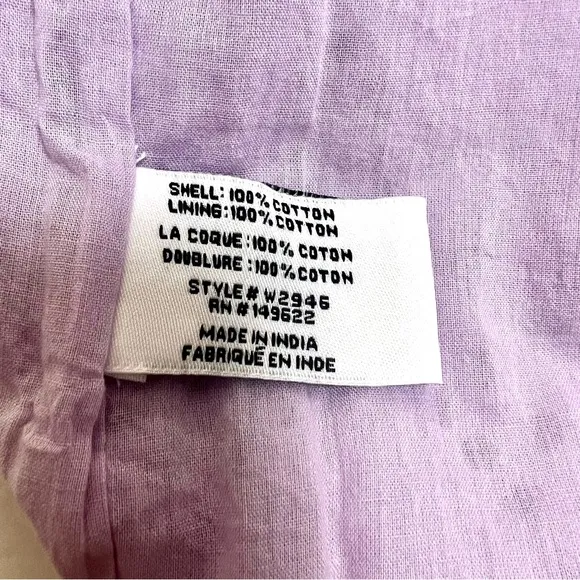 SHELL: 100% COTTON
LINING: 100% COTTON
LA COQUE: 100% COTON
DOUBLURE: 100% COTON
STYLE# W2946
RN # 149622
MADE IN INDIA
FABRIQUÉ EN INDE